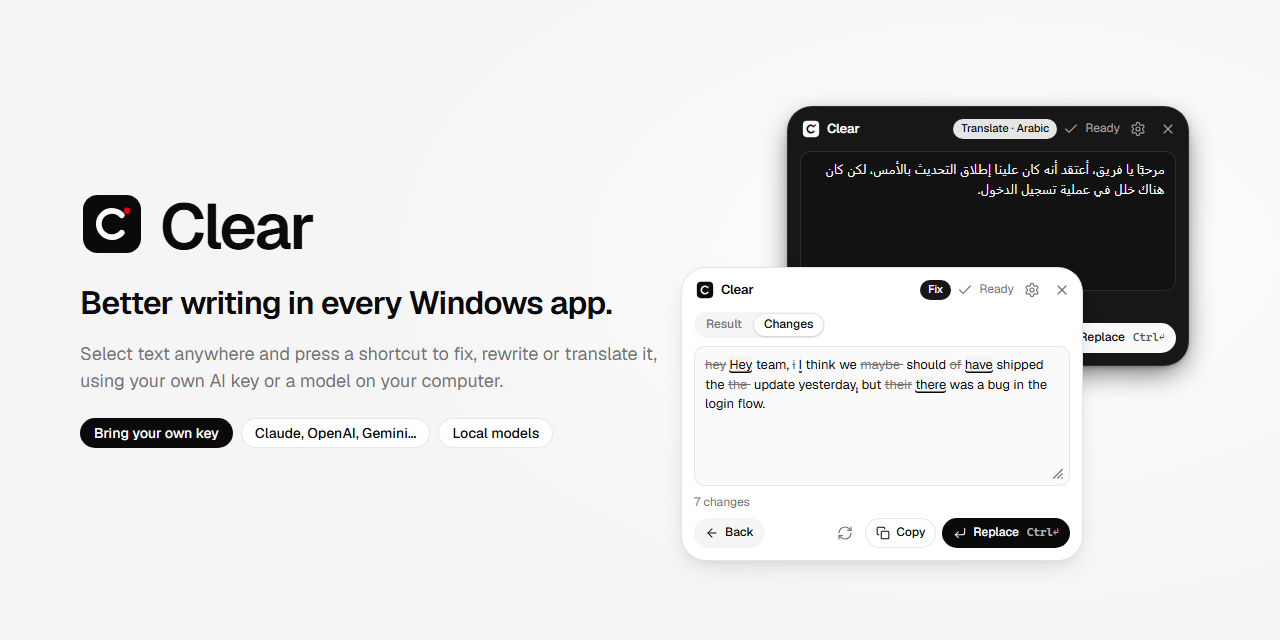 Clear
Better writing in every Windows app.
Select text anywhere and press a shortcut to fix, rewrite or translate it,
using your own AI key or a model on your computer.
Bring your own key
Claude, OpenAI, Gemini...
Local models
Clear
Translate · Arabic
Ready
مرحبًا يا فريق، أعتقد أنه كان علينا إطلاق التحديث بالأمس، لكن كان
هناك خلل في عملية تسجيل الدخول.
Replace Ctrl↵
Clear
Fix
Ready
Result
Changes
hey Hey team, i I think we maybe should of have shipped
the the update yesterday, but their there was a bug in the
login flow.
7 changes
Back
Copy
Replace Ctrl↵